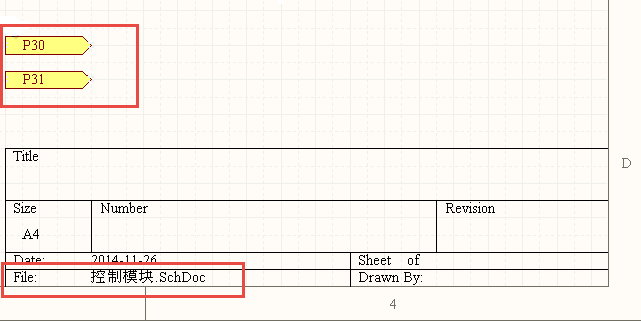 P30
P31
Title
D
Size Number Revision
A4
Date: 2014-11-26 Sheet of
File: 控制模块.SchDoc Drawn By:
4